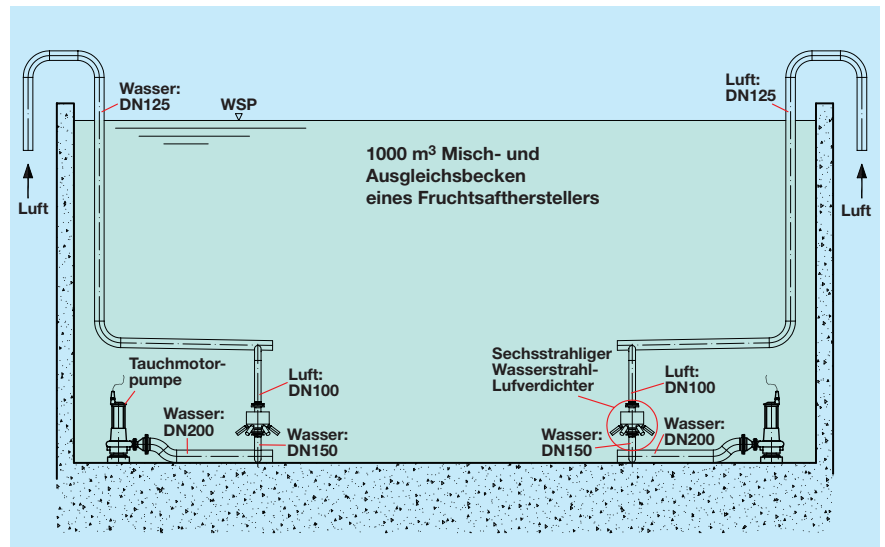 Wasser:
DN125
WSP
Luft:
DN125
1000 m³ Misch- und
Ausgleichsbecken
eines Fruchtsaftherstellers
Luft
Luft
Tauchmotor-
pumpe
Luft:
DN100
Wasser:
DN200
Wasser:
DN150
Sechsstrahliger
Wasserstrahl-
Lufverdichter
Luft:
DN100
Wasser:
DN200
Wasser:
DN150